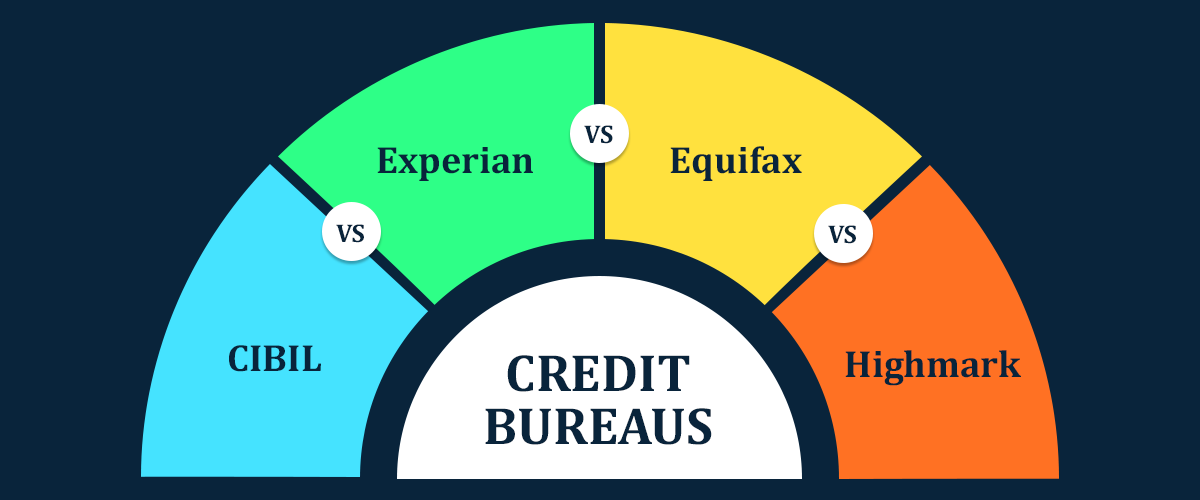 CIBIL
VS
Experian
VS
Equifax
VS
Highmark
CREDIT
BUREAUS